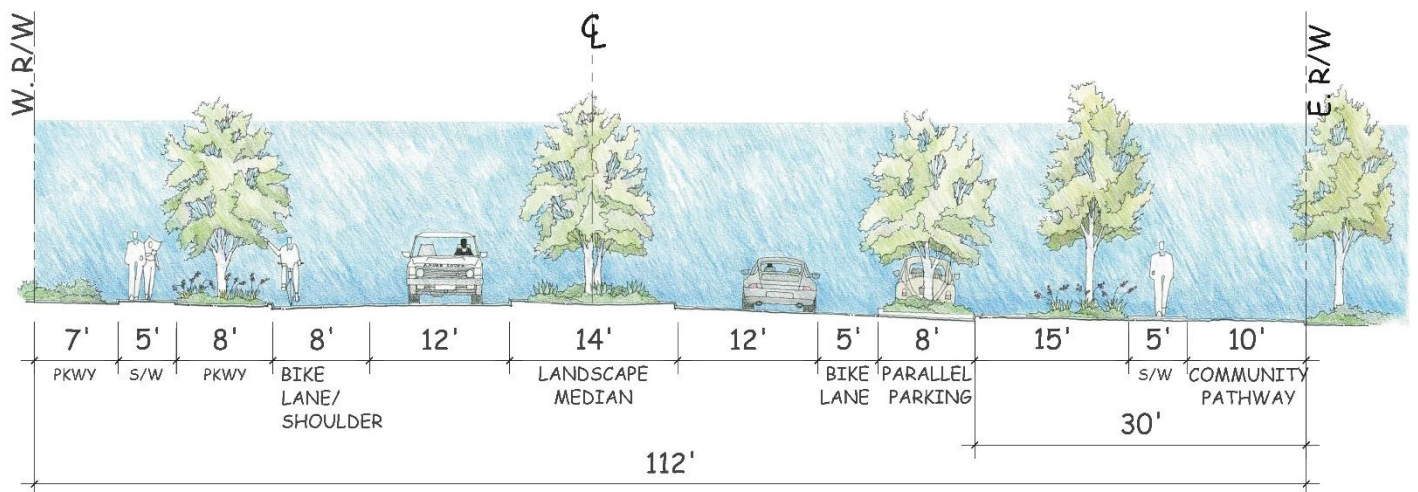 W. R/W
℄
E. R/W
7' 5' 8' 8' 12' 14' 12' 5' 8' 15' 5' 10'
PKWY S/W PKWY BIKE LANDSCAPE BIKE PARALLEL S/W COMMUNITY
LANE/ MEDIAN LANE PARKING PATHWAY
SHOULDER
30'
112'